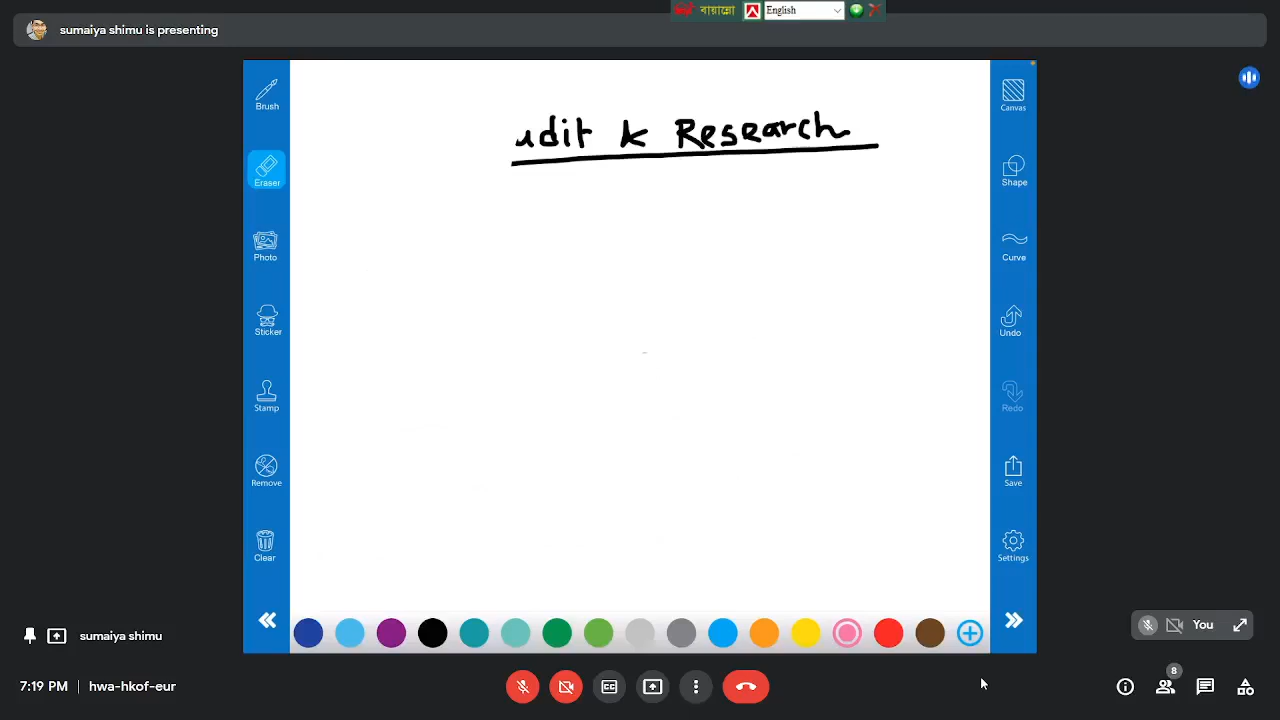 বায়ান্নো English
sumaiya shimu is presenting
udit k Research
Brush
Eraser
Photo
Sticker
Stamp
Remove
Clear
Canvas
Shape
Curve
Undo
Redo
Save
Settings
sumaiya shimu
You
7:19 PM | hwa-hkof-eur
CC
8